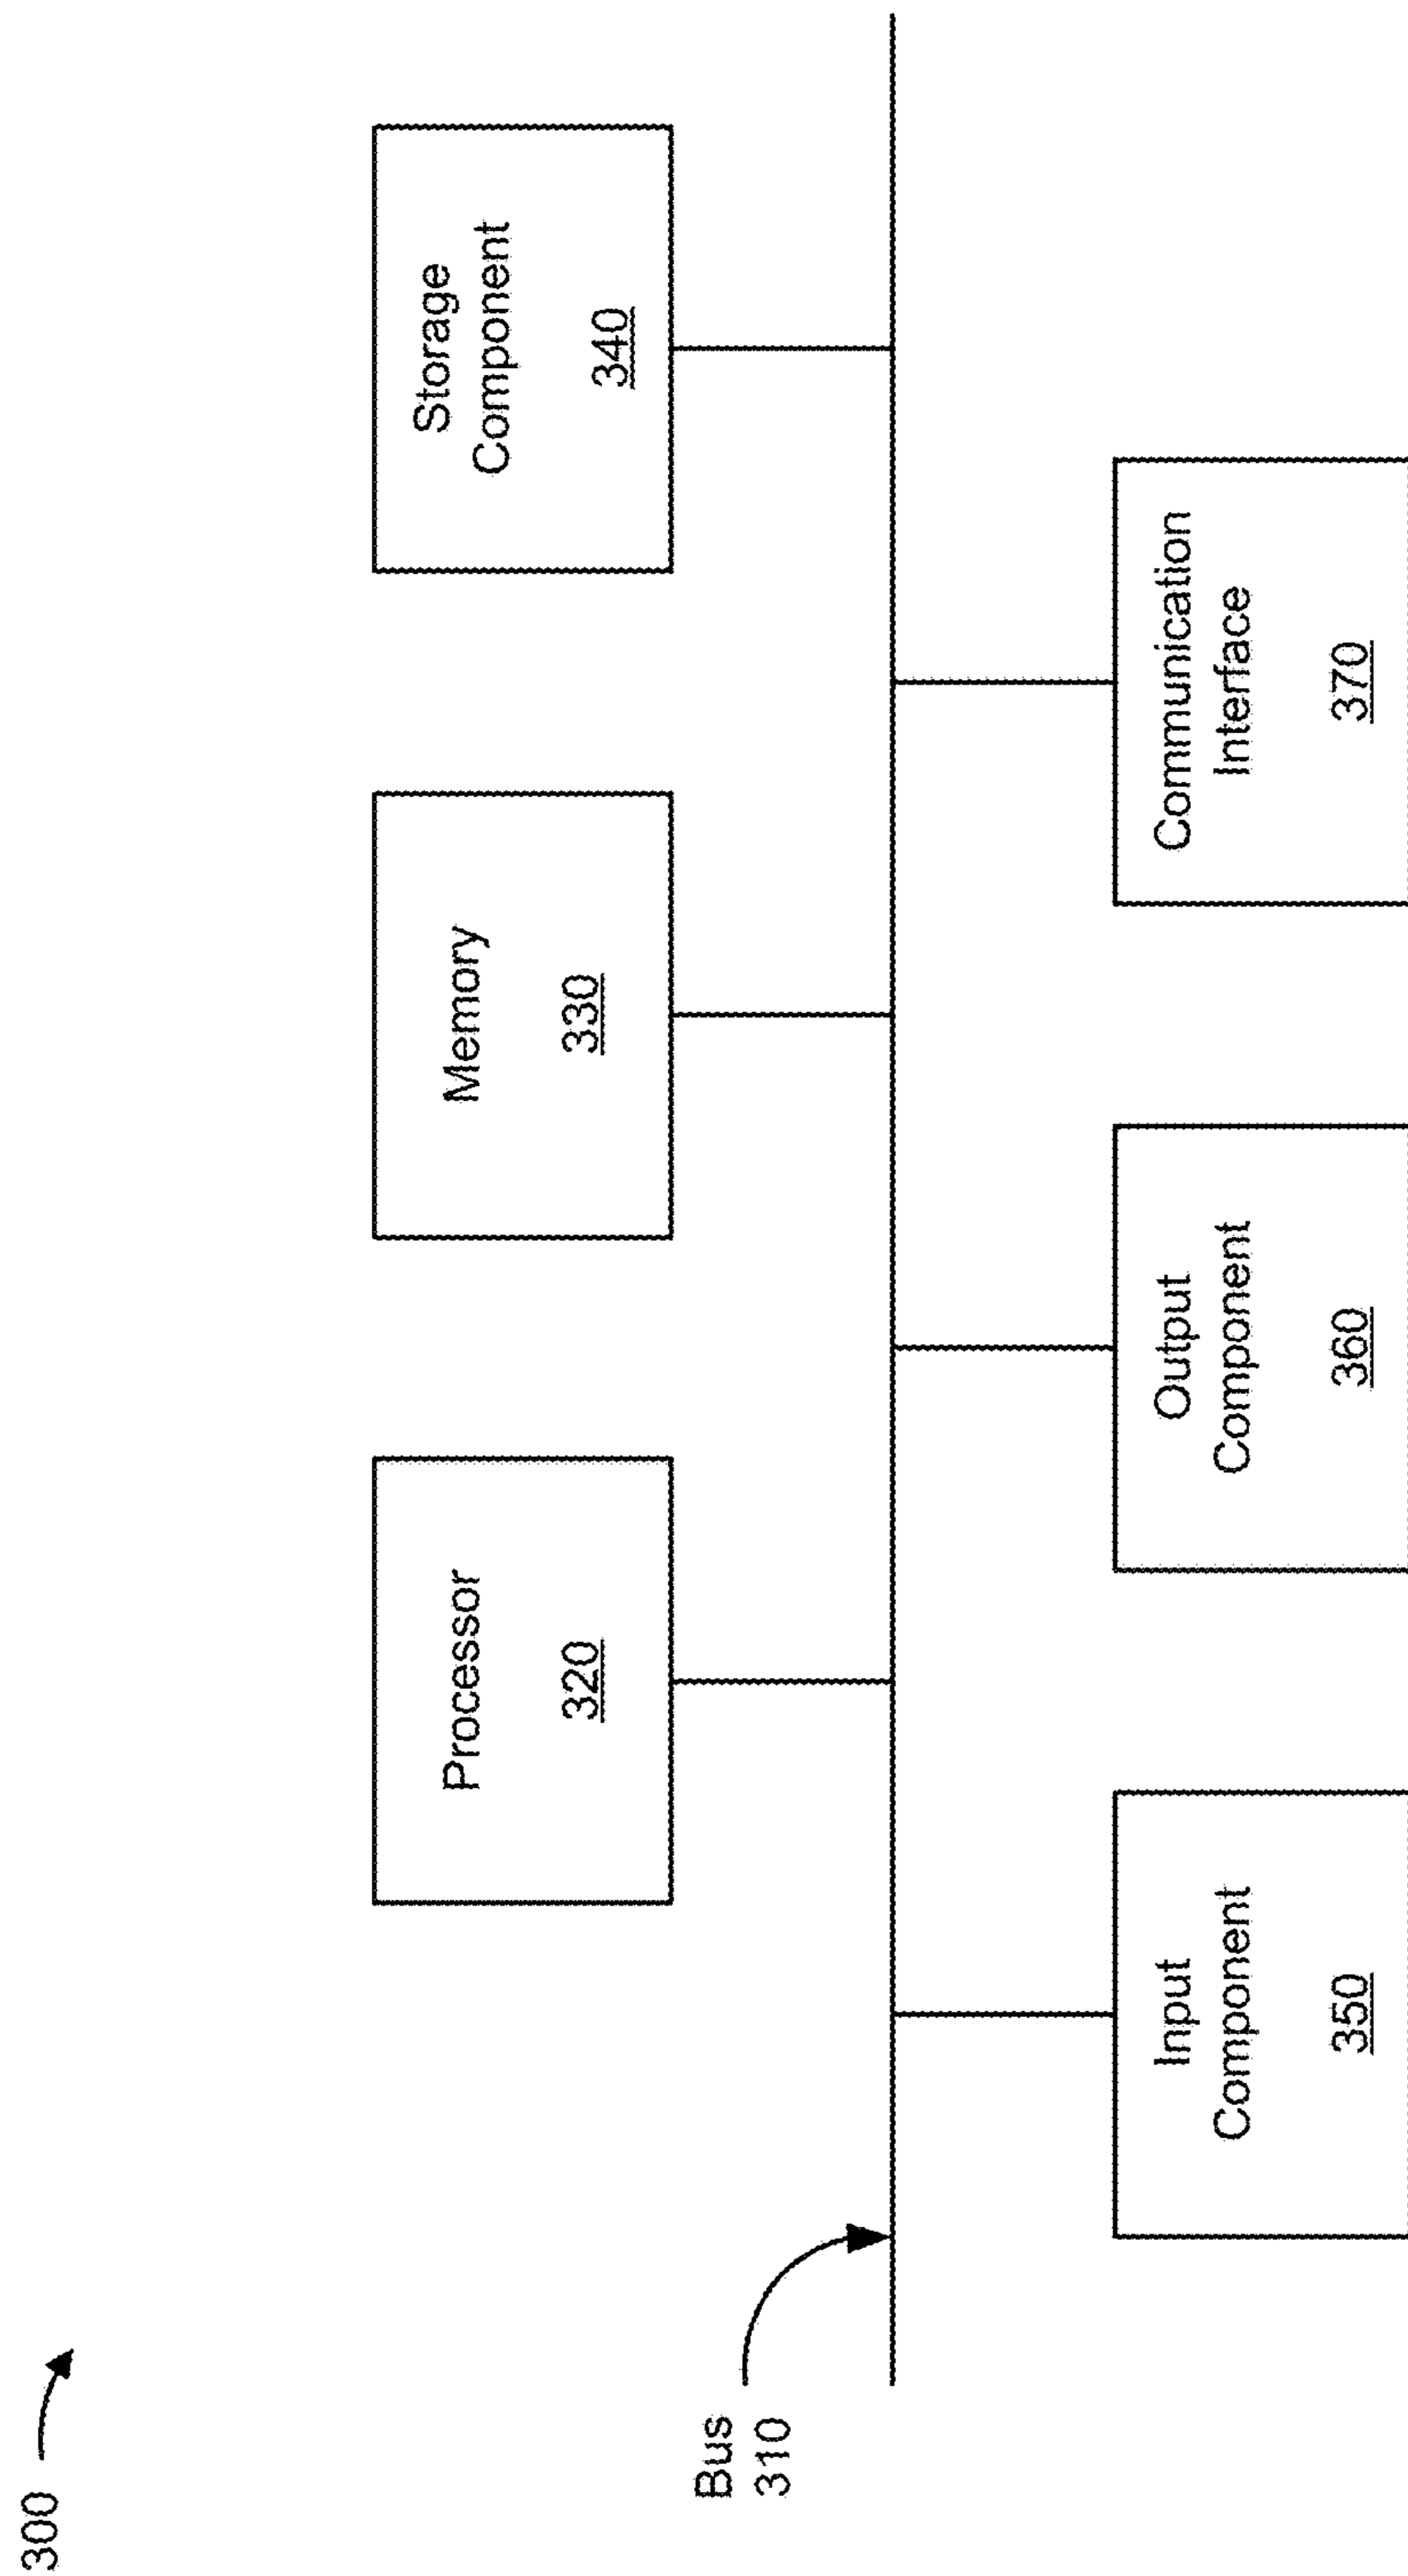 300
Processor
320
Memory
330
Storage
Component
340
Bus
310
Input
Component
350
Output
Component
360
Communication
Interface
370